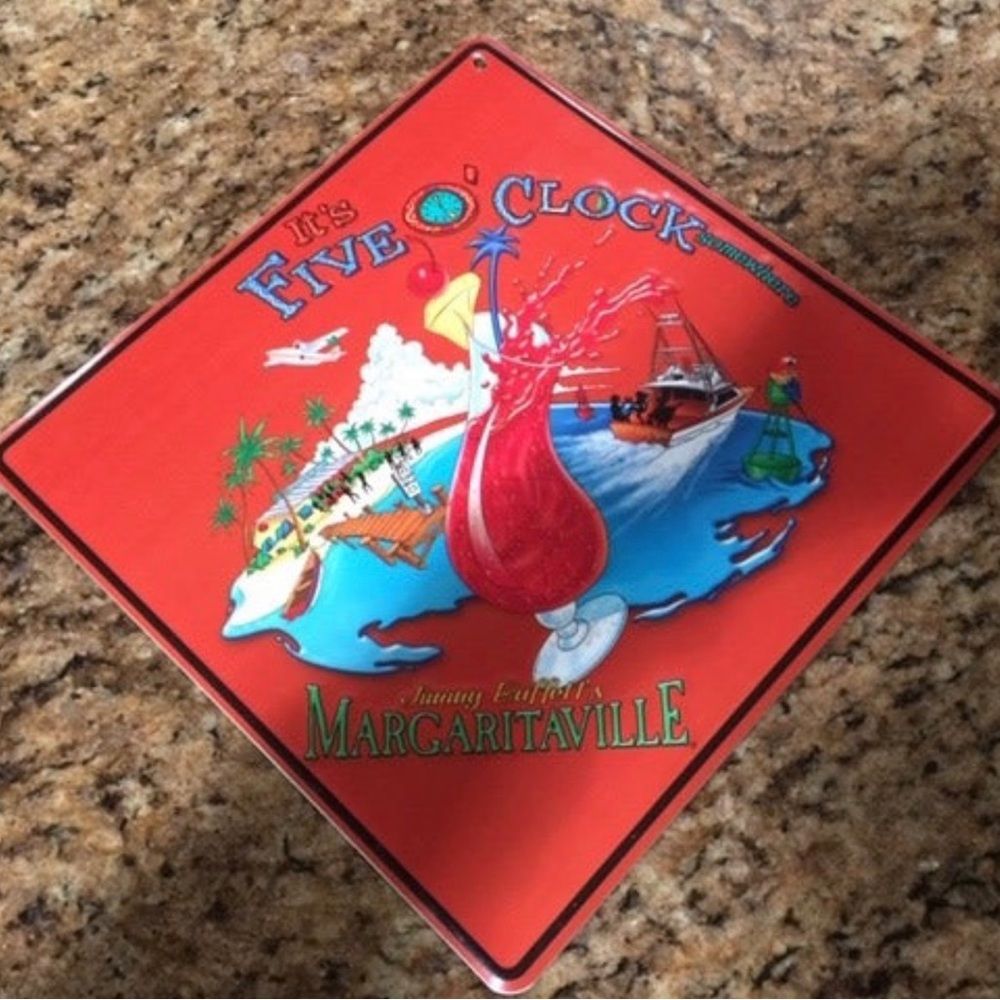 It's
FIVE O'CLOCK somewhere
Jimmy Buffett's
MARGARITAVILLE